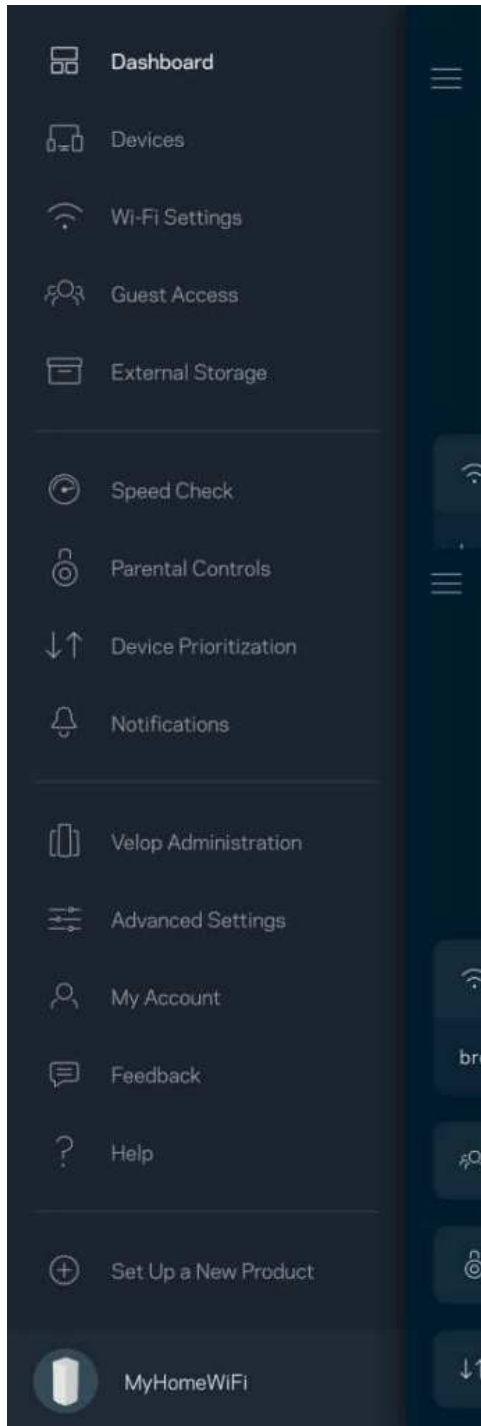 Dashboard
Devices
Wi-Fi Settings
Guest Access
External Storage
Speed Check
Parental Controls
Device Prioritization
Notifications
Velop Administration
Advanced Settings
My Account
Feedback
Help
Set Up a New Product
MyHomeWiFi